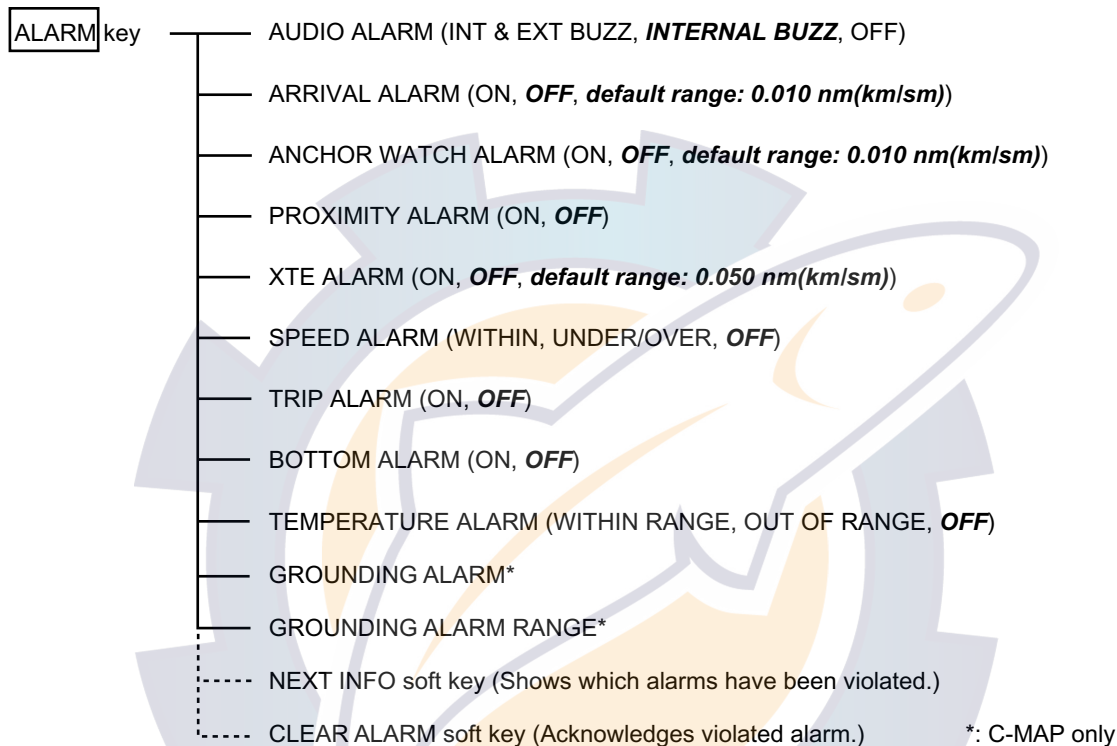 ALARM key
AUDIO ALARM (INT & EXT BUZZ, INTERNAL BUZZ, OFF)
ARRIVAL ALARM (ON, OFF, default range: 0.010 nm(km/sm))
ANCHOR WATCH ALARM (ON, OFF, default range: 0.010 nm(km/sm))
PROXIMITY ALARM (ON, OFF)
XTE ALARM (ON, OFF, default range: 0.050 nm(km/sm))
SPEED ALARM (WITHIN, UNDER/OVER, OFF)
TRIP ALARM (ON, OFF)
BOTTOM ALARM (ON, OFF)
TEMPERATURE ALARM (WITHIN RANGE, OUT OF RANGE, OFF)
GROUNDING ALARM*
GROUNDING ALARM RANGE*
NEXT INFO soft key (Shows which alarms have been violated.)
CLEAR ALARM soft key (Acknowledges violated alarm.) *: C-MAP only